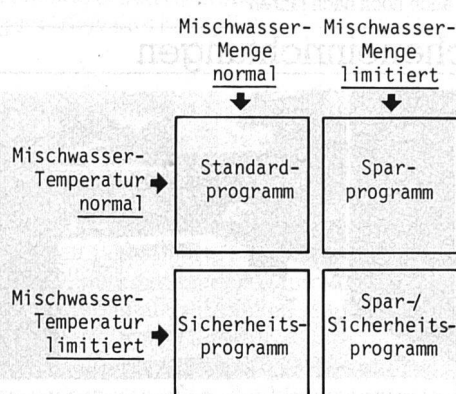 Mischwasser-
Menge
normal
Mischwasser-
Menge
limitiert
Mischwasser-
Temperatur
normal
Standard-
programm
Spar-
programm
Mischwasser-
Temperatur
limitiert
Sicherheits-
programm
Spar-/
Sicherheits-
programm